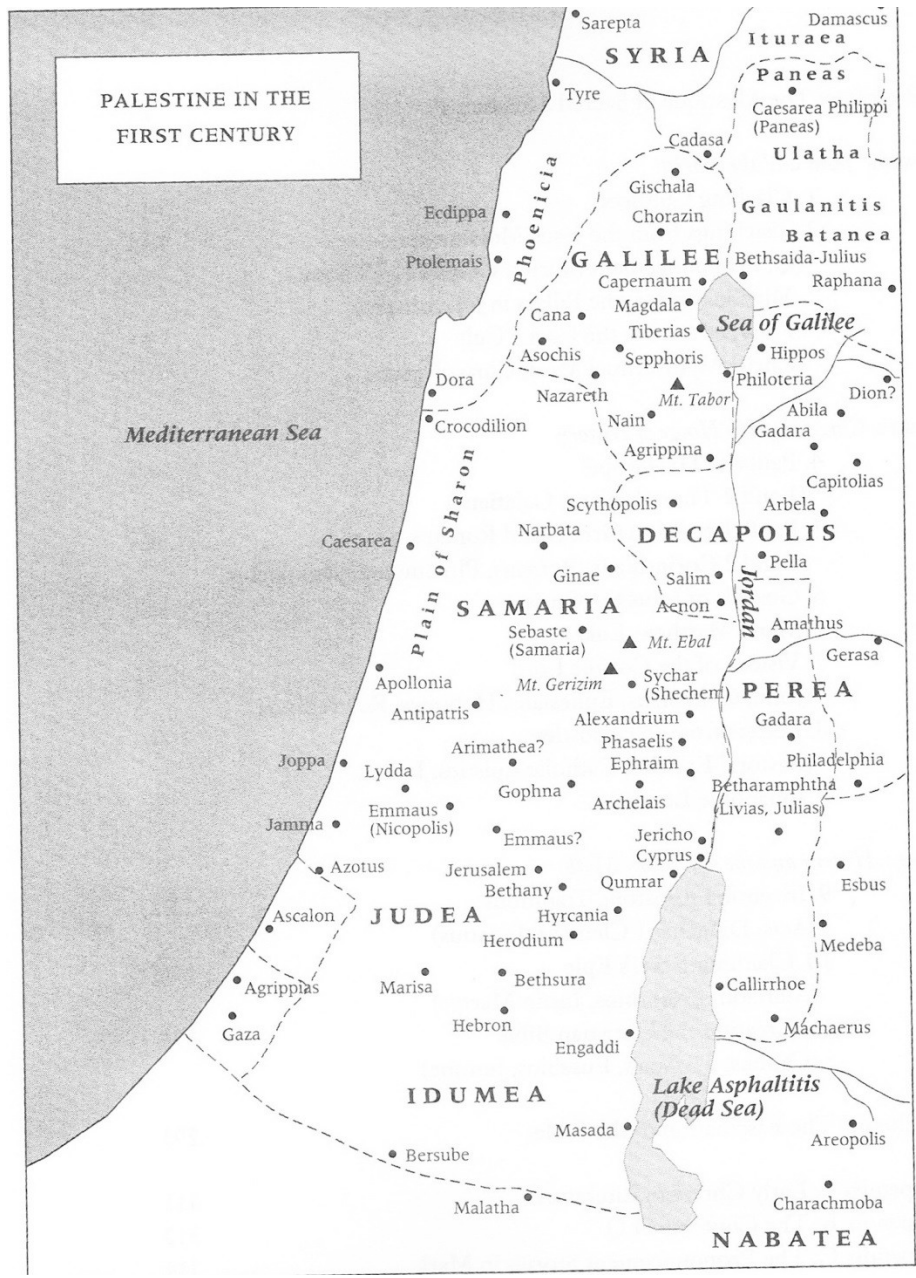 PALESTINE IN THE
FIRST CENTURY
Sarepta
Damascus
Ituraea
SYRIA
Paneas
Tyre
Caesarea Philippi
(Paneas)
Cadasa
Ulatha
Phoenicia
Gischala
Ecdippa
Chorazin
Gaulanitis
Batanea
Ptolemais
GALILEE
Bethsaida-Julius
Capernaum
Raphana
Magdala
Cana
Sea of Galilee
Tiberias
Asochis
Sepphoris
Hippos
Dora
Nazareth
Mt. Tabor
Philoteria
Dion?
Crocodilion
Nain
Abila
Mediterranean Sea
Gadara
Agrippina
Capitolias
Plain of Sharon
Scythopolis
Arbela
Caesarea
Narbata
DECAPOLIS
Pella
Ginae
Salim
Jordan
SAMARIA
Aenon
Sebaste
(Samaria)
Mt. Ebal
Amathus
Gerasa
Apollonia
Mt. Gerizim
Sychar
(Shechem)
PEREA
Antipatris
Alexandrium
Gadara
Phasaelis
Joppa
Arimathea?
Ephraim
Philadelphia
Lydda
Gophna
Archelais
Betharamphtha
(Livias, Julias)
Emmaus
(Nicopolis)
Jamnia
Emmaus?
Jericho
Cyprus
Azotus
Jerusalem
Qumrar
Esbus
Bethany
Ascalon
JUDEA
Hyrcania
Herodium
Medeba
Agrippias
Marisa
Bethsura
Callirrhoe
Gaza
Hebron
Machaerus
Engaddi
IDUMEA
Lake Asphaltitis
(Dead Sea)
Masada
Areopolis
Bersube
Malatha
Charachmoba
NABATEA